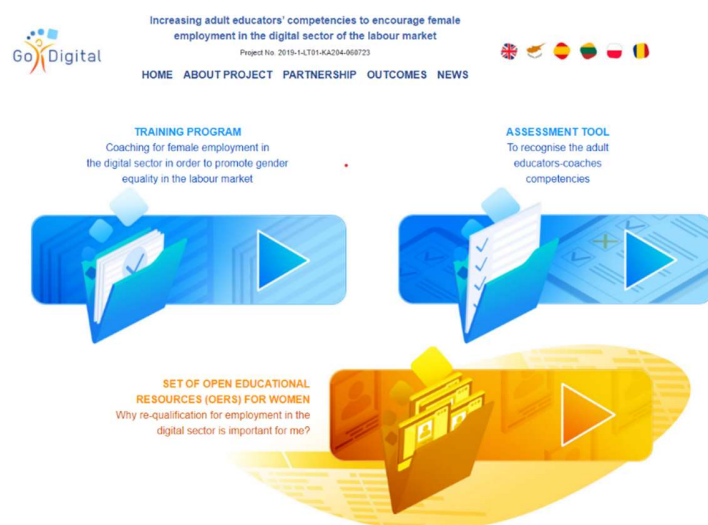 Go Digital
Increasing adult educators' competencies to encourage female
employment in the digital sector of the labour market
Project No. 2019-1-LT01-KA204-060723
HOME ABOUT PROJECT PARTNERSHIP OUTCOMES NEWS
TRAINING PROGRAM
Coaching for female employment in
the digital sector in order to promote gender
equality in the labour market
ASSESSMENT TOOL
To recognise the adult
educators-coaches
competencies
SET OF OPEN EDUCATIONAL
RESOURCES (OERS) FOR WOMEN
Why re-qualification for employment in the
digital sector is important for me?